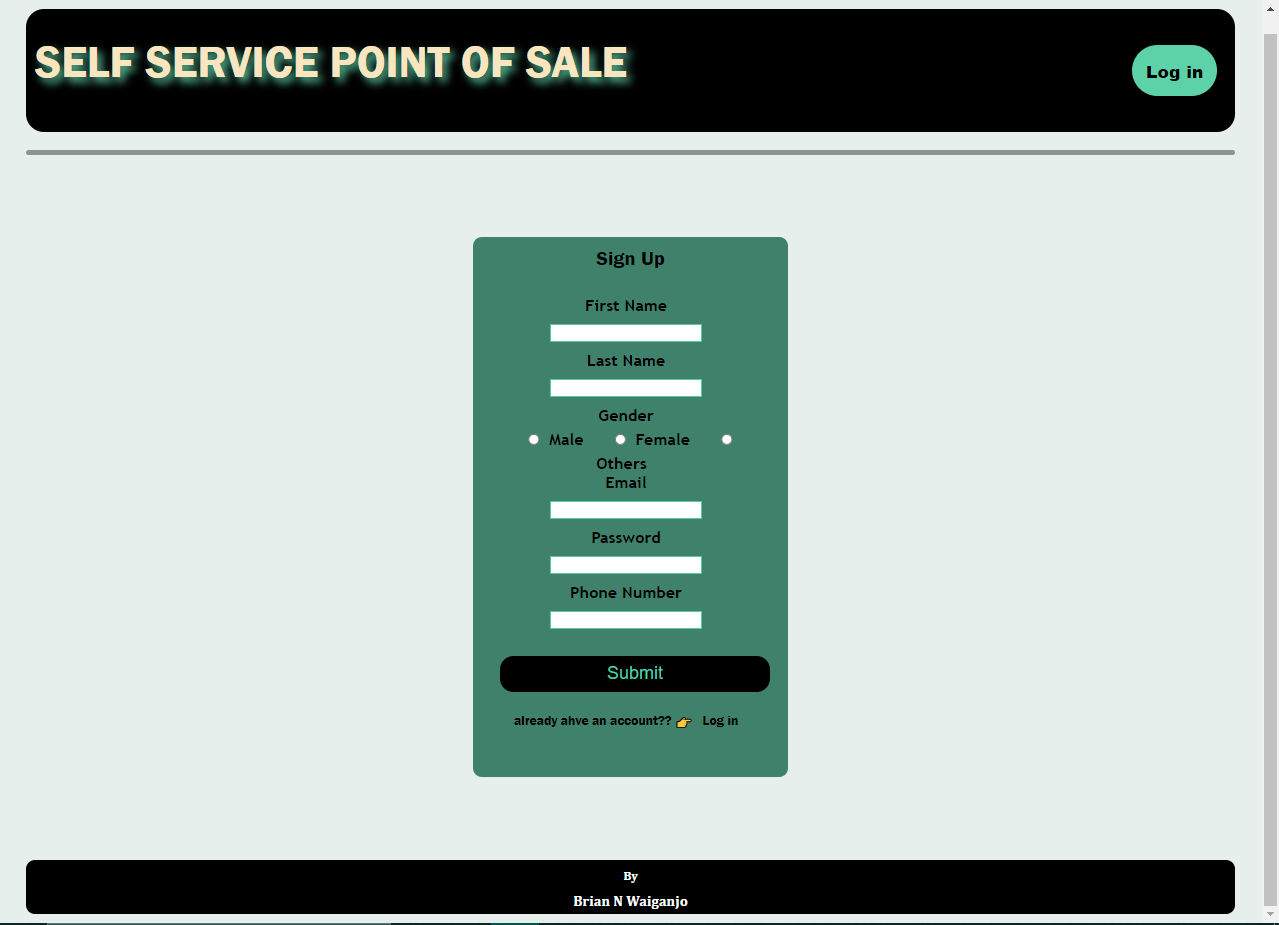 SELF SERVICE POINT OF SALE
Log in
Sign Up
First Name
Last Name
Gender
Male Female
Others
Email
Password
Phone Number
Submit
already ahve an account?? 👉 Log in
By
Brian N Waiganjo